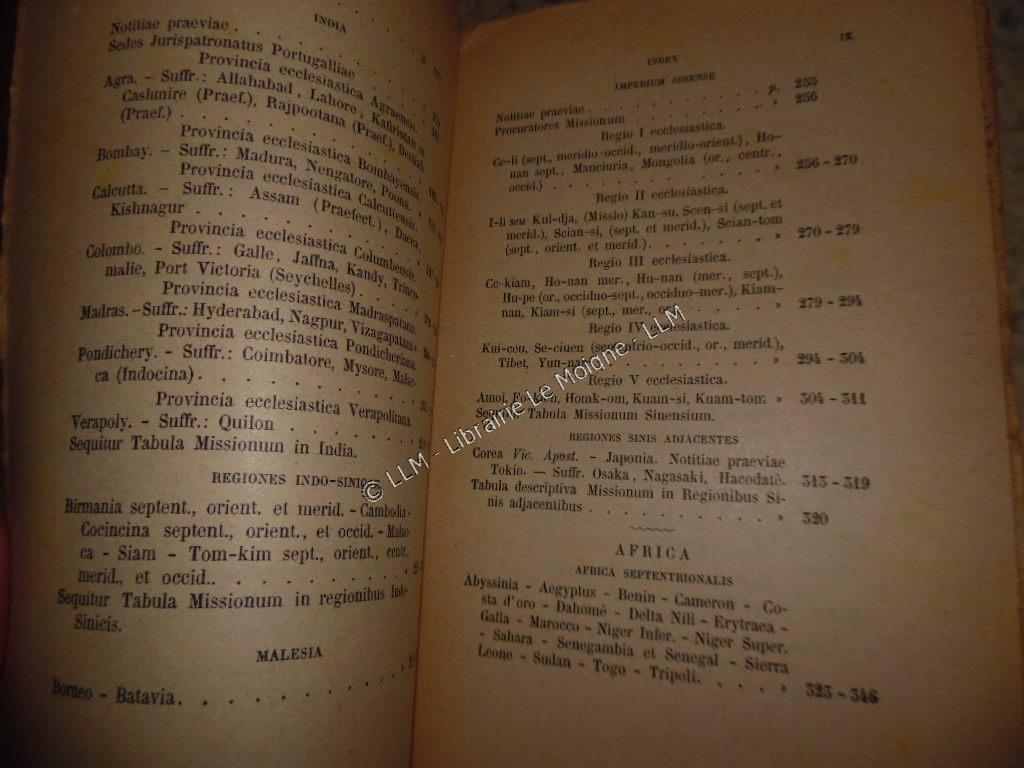 INDIA
Notitiae praeviae . . . . . . . . . p.
Sedes Jurispatronatus Portugalliae . . . .
Provincia ecclesiastica Agraensis.
Agra. – Suffr.: Allahabad, Lahore, Kafiristan et
Cashmire (Praef.), Rajpootana (Praef.), Bettiah
(Praef.) . . . . . . . . .
Provincia ecclesiastica Bombayensis.
Bombay. – Suffr.: Madura, Nengatore, Poona.
Provincia ecclesiastica Calcuttensis.
Calcutta. – Suffr.: Assam (Praefect.), Dacca,
Kishnagur . . . . . . . . .
Provincia ecclesiastica Columbensis.
Colombo. – Suffr.: Galle, Jaffna, Kandy, Trinco-
malie, Port Victoria (Seychelles) . . . .
Provincia ecclesiastica Madraspatana.
Madras. – Suffr.: Hyderabad, Nagpur, Vizagapatam »
Provincia ecclesiastica Pondicheriana.
Pondichery. – Suffr.: Coimbatore, Mysore, Malac-
ca (Indocina) . . . . . . . . .
Provincia ecclesiastica Verapolitana.
Verapoly. – Suffr.: Quilon . . . . . .
Sequitur Tabula Missionum in India.
REGIONES INDO-SINICAE
Birmania septent., orient. et merid. – Cambodia –
Cocincina septent., orient., et occid. – Malac-
ca – Siam – Tom-kim sept., orient., centr.,
merid., et occid. . . . . . . . . .
Sequitur Tabula Missionum in regionibus Indo-
Sinicis.
MALESIA
Borneo – Batavia. . . . . . . . .
INDEX IX
IMPERIUM SINENSE
Notitiae praeviae . . . . . . . . . p. 255
Procuratores Missionum . . . . . . . » 256
Regio I ecclesiastica.
Ce-li (sept., meridio-occid., meridio-orient.), Ho-
nan sept., Manciuria, Mongolia (or., centr.,
occid.) . . . . . . . . . » 256 – 270
Regio II ecclesiastica.
I-li seu Kul-dja, (Missio) Kan-su, Scen-si (sept. et
merid.), Scian-si, (sept. et merid.), Scian-tom
(sept., orient. et merid.) . . . . . » 270 – 279
Regio III ecclesiastica.
Ce-kiam, Ho-nan mer., Hu-nan (mer., sept.),
Hu-pe (or., occiduo-sept., occiduo-mer.), Kiam-
nan, Kiam-si (sept., mer., or.) . . . . » 279 – 294
Regio IV ecclesiastica.
Kui-ceu, Se-ciuen (septentrio-occid., or., merid.),
Tibet, Yun-nan . . . . . . . . » 294 – 304
Regio V ecclesiastica.
Amoi, Fo-kien, Homk-om, Kuam-si, Kuam-tom » 304 – 311
Sequitur Tabula Missionum Sinensium.
REGIONES SINIS ADJACENTES
Corea Vic. Apost. – Japonia. Notitiae praeviae
Tokio. — Suffr. Osaka, Nagasaki, Hacodatè. 313 – 319
Tabula descriptiva Missionum in Regionibus Si-
nis adjacentibus . . . . . . . . » 320
AFRICA
AFRICA SEPTENTRIONALIS
Abyssinia – Aegyptus – Benin – Cameron – Co-
sta d'oro – Dahomè – Delta Nili – Erytraea –
Galla – Marocco – Niger Infer. – Niger Super.
– Sahara – Senegambia et Senegal – Sierra
Leone – Sudan – Togo – Tripoli. . . . . » 323 – 346
© LLM - Librairie Le Moigne - LLM